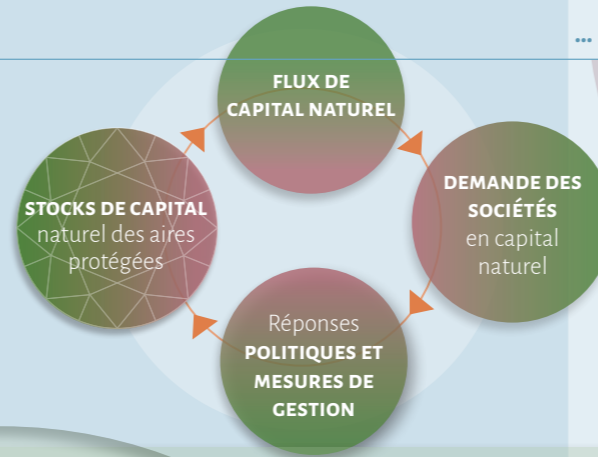 ...
FLUX DE
CAPITAL NATUREL
STOCKS DE CAPITAL
naturel des aires
protégées
DEMANDE DES
SOCIÉTÉS
en capital
naturel
Réponses
POLITIQUES ET
MESURES DE
GESTION